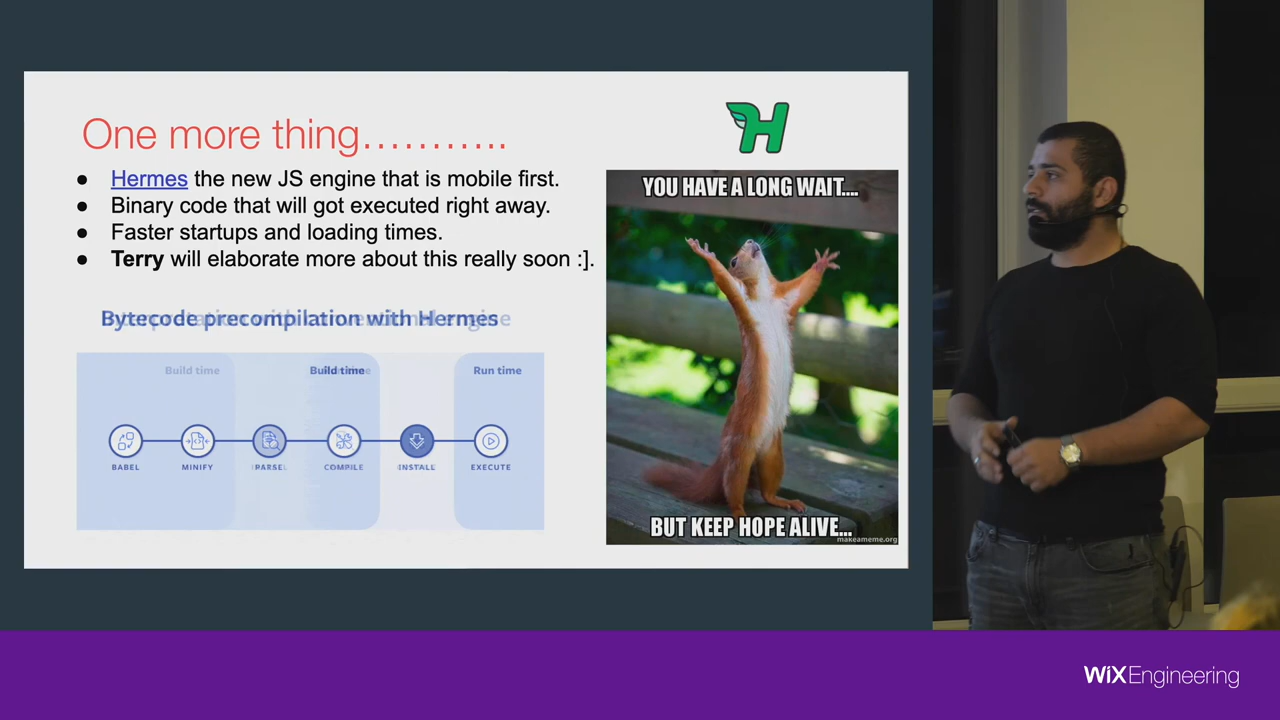 One more thing...........
● Hermes the new JS engine that is mobile first.
● Binary code that will got executed right away.
● Faster startups and loading times.
● Terry will elaborate more about this really soon :].
Bytecode precompilation with Hermes
Build time
Build time
Run time
BABEL
MINIFY
PARSE
COMPILE
INSTALL
EXECUTE
H
YOU HAVE A LONG WAIT....
BUT KEEP HOPE ALIVE...
makeameme.org
WiXEngineering